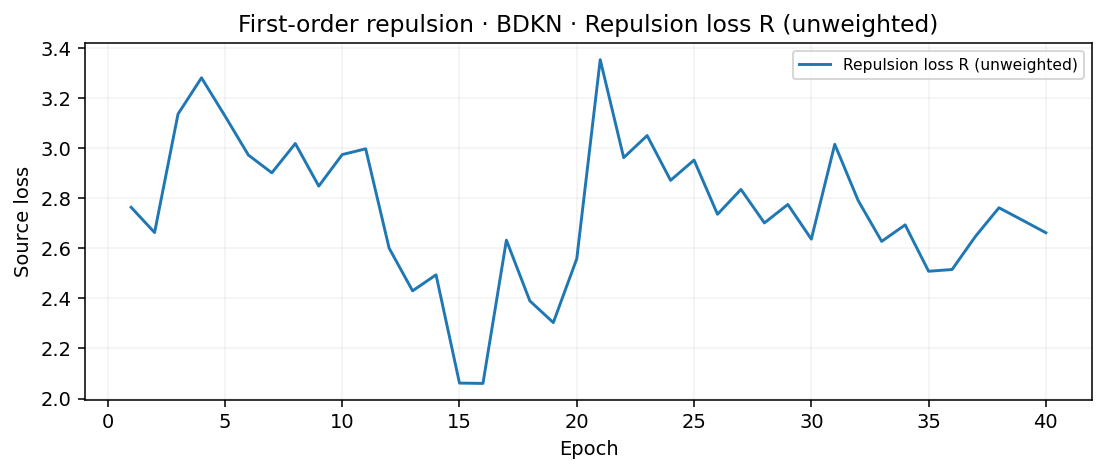 First-order repulsion · BDKN · Repulsion loss R (unweighted)
Repulsion loss R (unweighted)
Source loss
3.4
3.2
3.0
2.8
2.6
2.4
2.2
2.0
0 5 10 15 20 25 30 35 40
Epoch